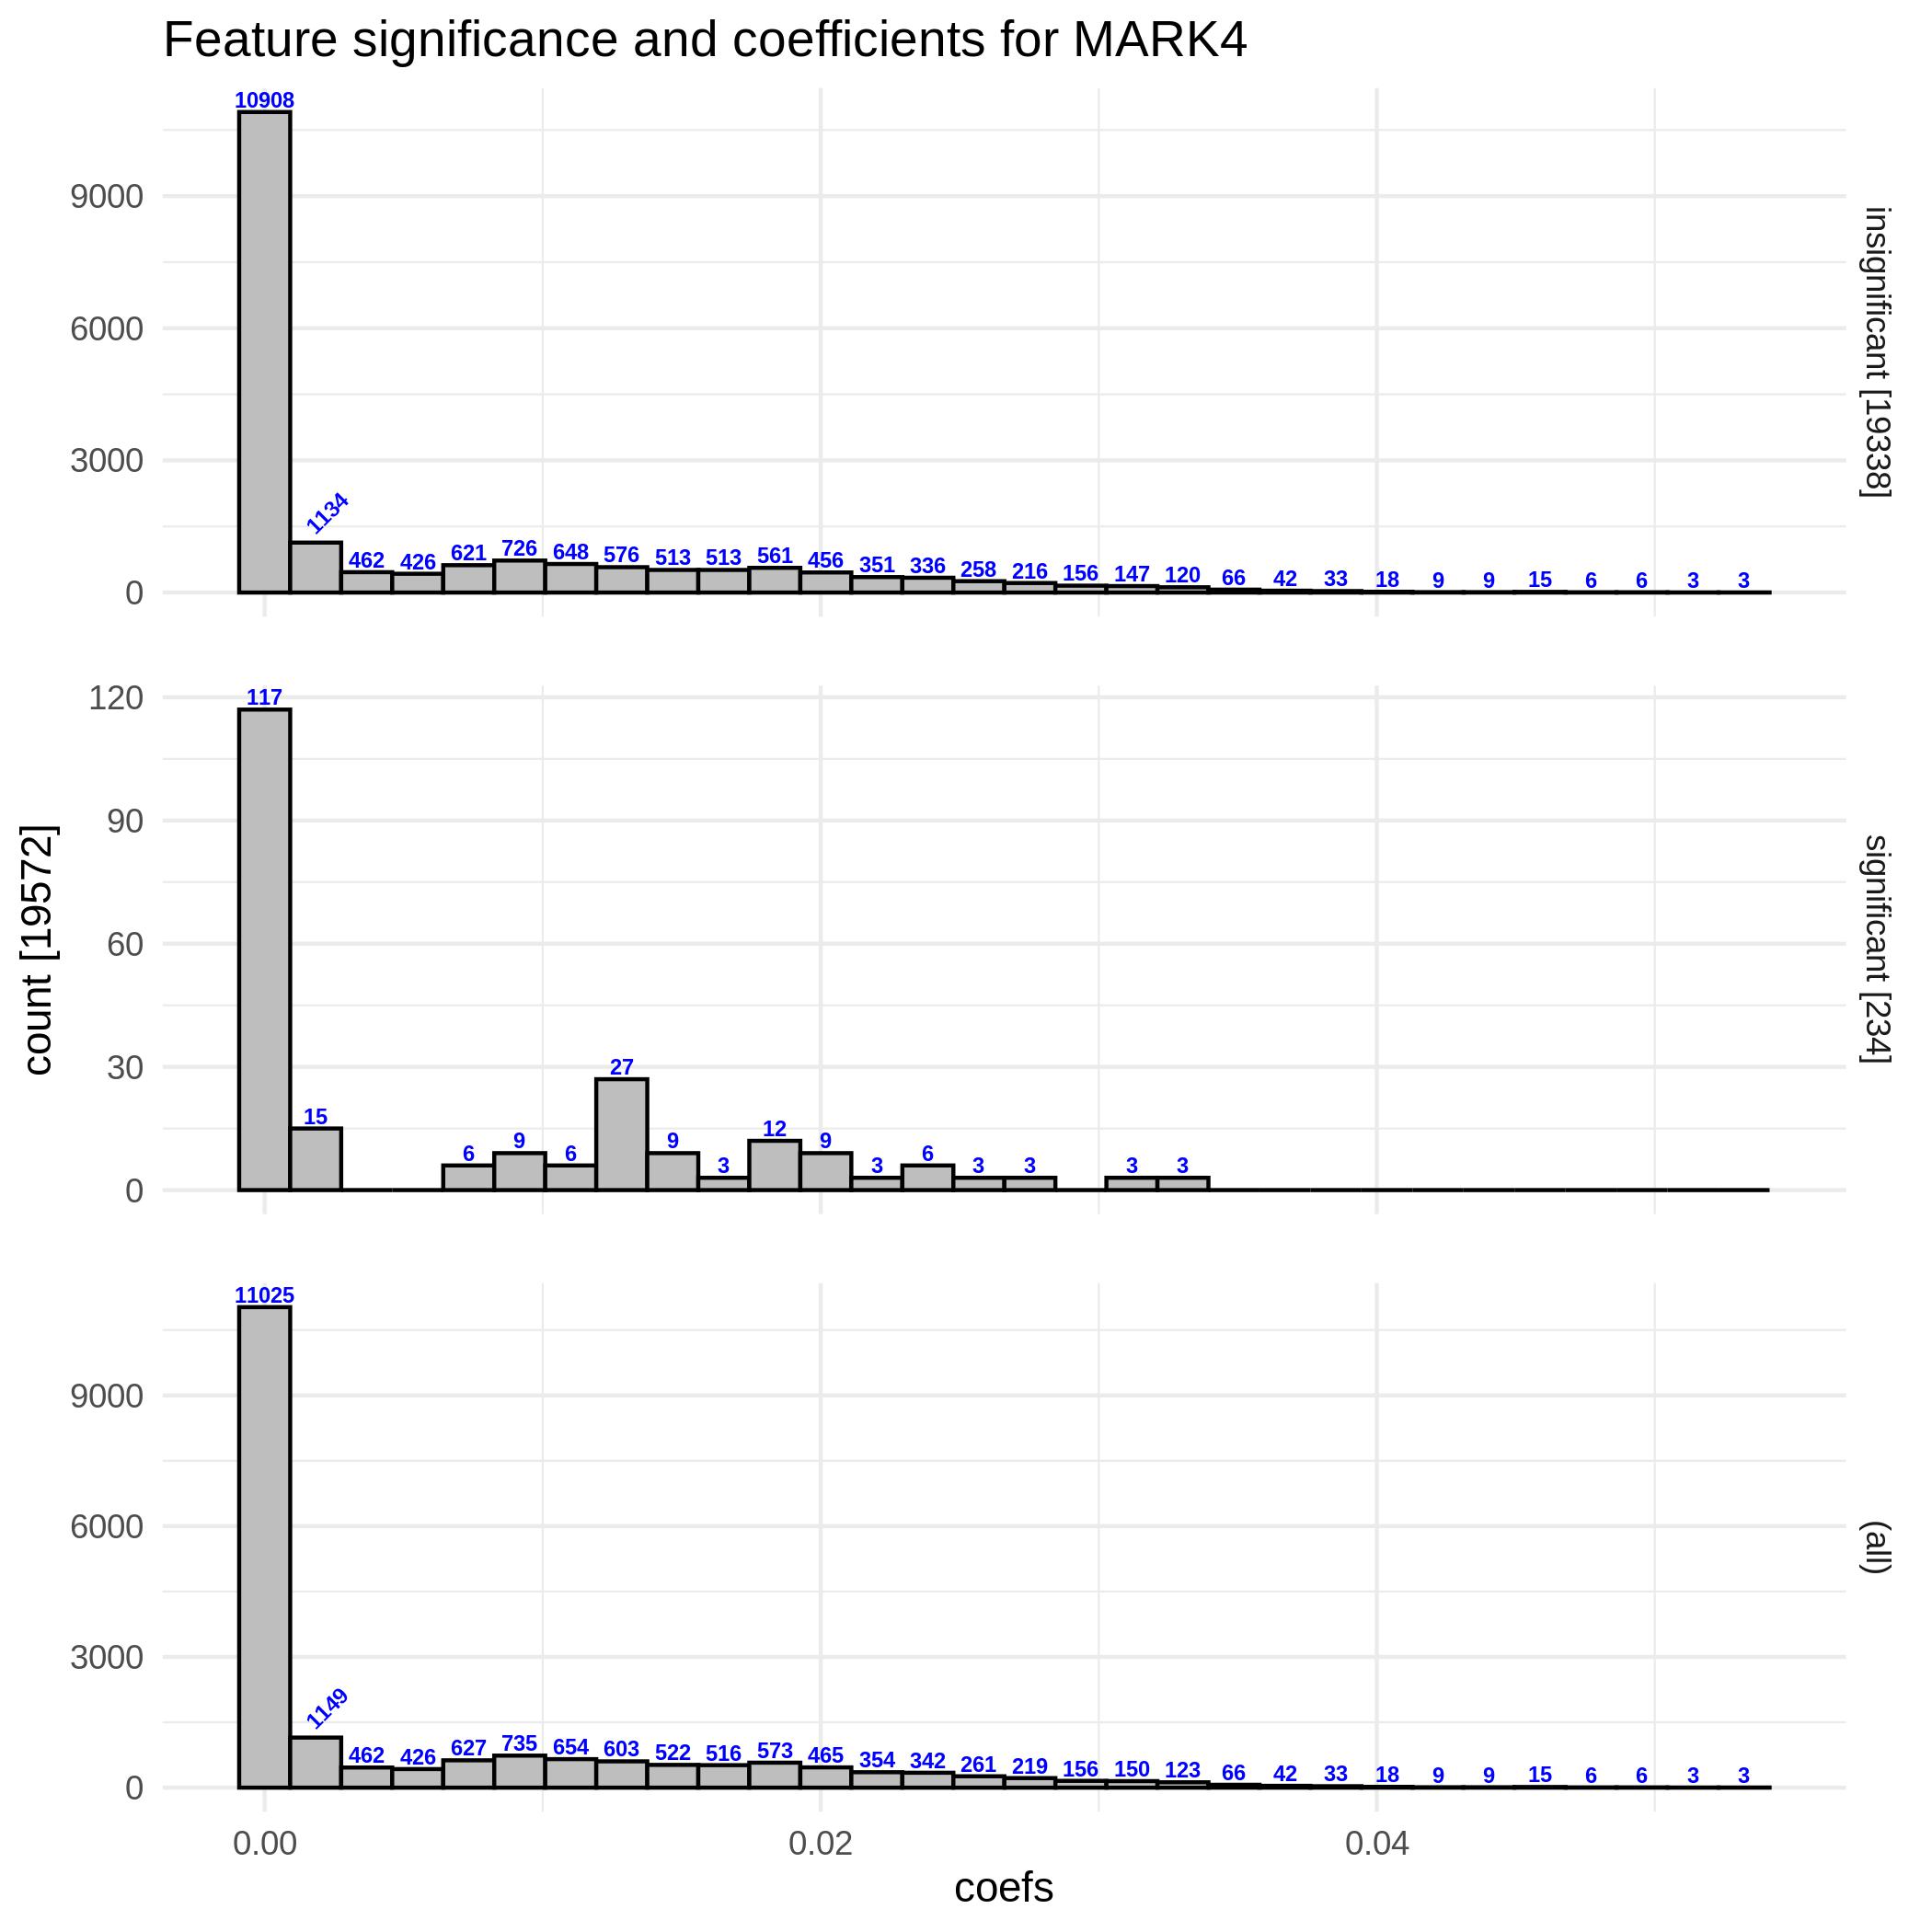 Feature significance and coefficients for MARK4
count [19572]
insignificant [19338]
9000
6000
3000
0
10908
1134
462 426 621 726 648 576 513 513 561 456 351 336 258 216 156 147 120 66 42 33 18 9 9 15 6 6 3 3
significant [234]
120
90
60
30
0
117
15
6 9 6 27 9 3 12 9 3 6 3 3 3 3
(all)
9000
6000
3000
0
11025
1149
462 426 627 735 654 603 522 516 573 465 354 342 261 219 156 150 123 66 42 33 18 9 9 15 6 6 3 3
0.00 0.02 0.04
coefs